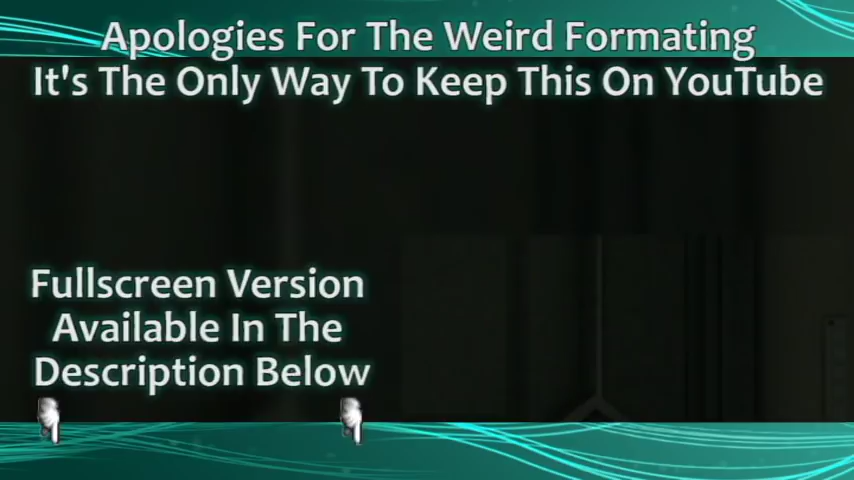 Apologies For The Weird Formating
It's The Only Way To Keep This On YouTube
Fullscreen Version
Available In The
Description Below